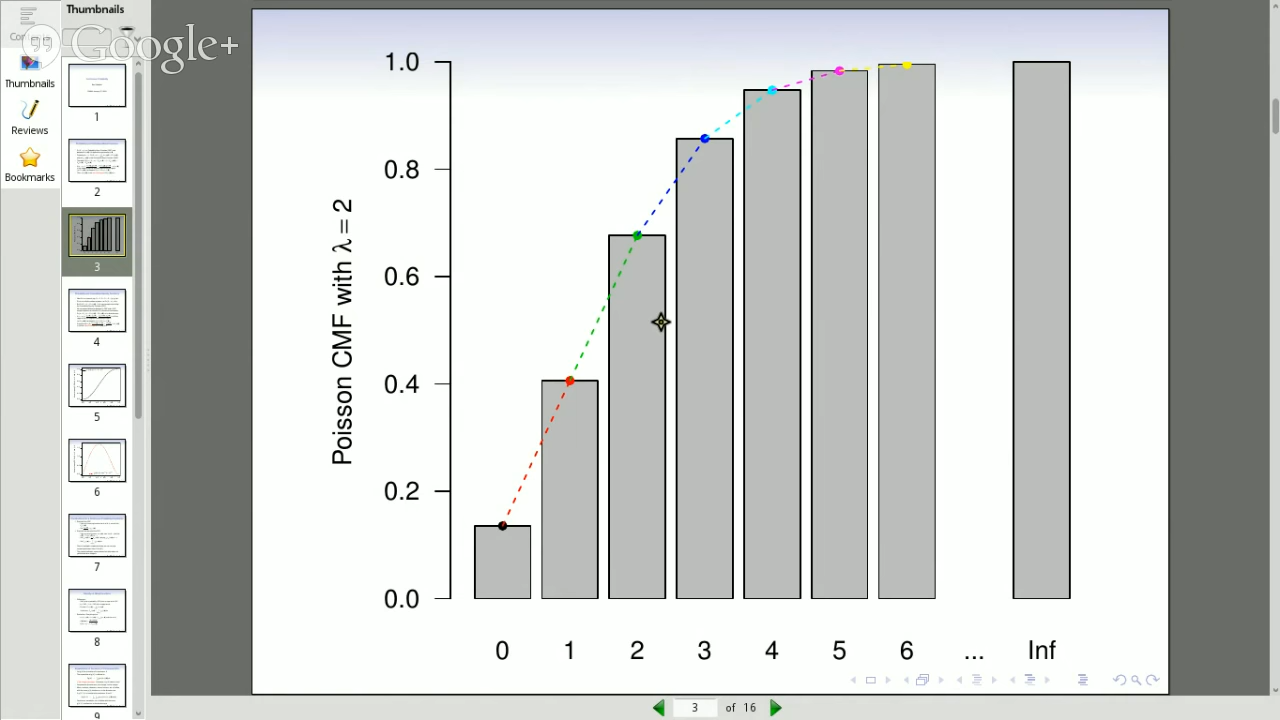 Thumbnails
Google+
Thumbnails
Reviews
Bookmarks
1
2
3
4
5
6
7
8
9
Poisson CMF with λ = 2
1.0
0.8
0.6
0.4
0.2
0.0
0 1 2 3 4 5 6 ... Inf
3 of 16